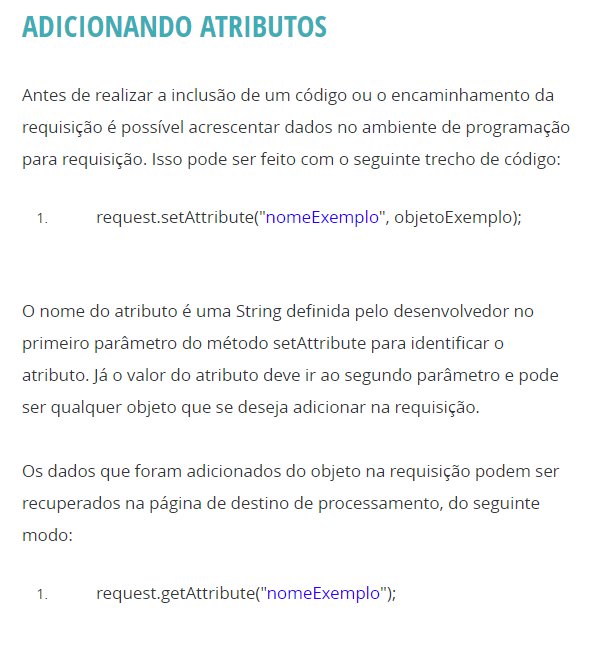 ADICIONANDO ATRIBUTOS
Antes de realizar a inclusão de um código ou o encaminhamento da
requisição é possível acrescentar dados no ambiente de programação
para requisição. Isso pode ser feito com o seguinte trecho de código:
1. request.setAttribute("nomeExemplo", objetoExemplo);
O nome do atributo é uma String definida pelo desenvolvedor no
primeiro parâmetro do método setAttribute para identificar o
atributo. Já o valor do atributo deve ir ao segundo parâmetro e pode
ser qualquer objeto que se deseja adicionar na requisição.
Os dados que foram adicionados do objeto na requisição podem ser
recuperados na página de destino de processamento, do seguinte
modo:
1. request.getAttribute("nomeExemplo");